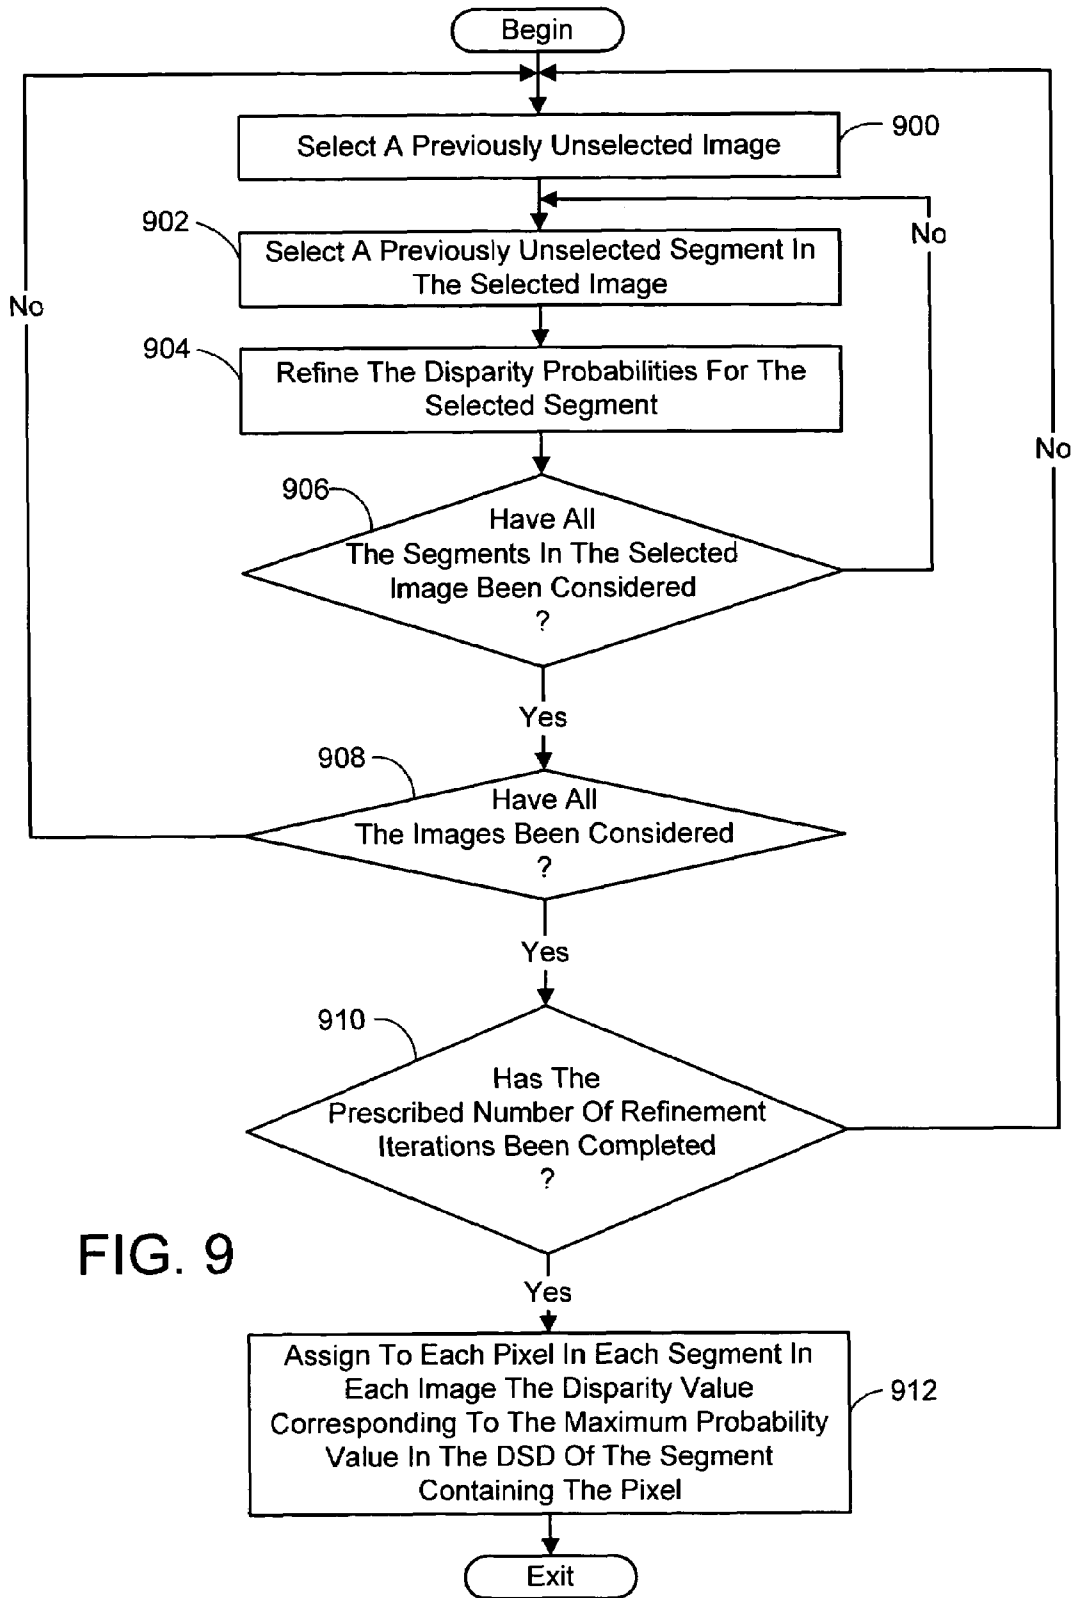 Begin
Select A Previously Unselected Image
900
902
Select A Previously Unselected Segment In
The Selected Image
No
No
904
Refine The Disparity Probabilities For The
Selected Segment
No
906
Have All
The Segments In The Selected
Image Been Considered
?
Yes
908
Have All
The Images Been Considered
?
Yes
910
Has The
Prescribed Number Of Refinement
Iterations Been Completed
?
FIG. 9
Yes
Assign To Each Pixel In Each Segment In
Each Image The Disparity Value
Corresponding To The Maximum Probability
Value In The DSD Of The Segment
Containing The Pixel
912
Exit